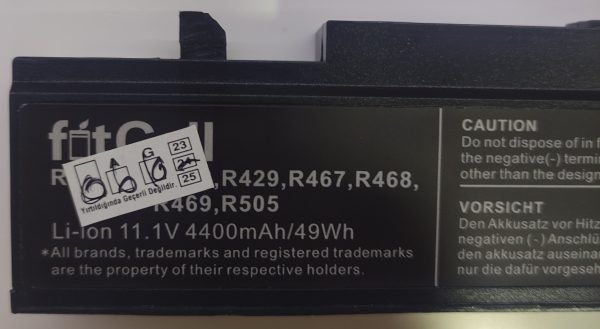 fitCell
A G
23
24
25
Yırtıldığında Geçerli Değildir.
R429,R467,R468,
R469,R505
Li-Ion 11.1V 4400mAh/49Wh
*All brands, trademarks and registered trademarks
are the property of their respective holders.
CAUTION
Do not dispose of in f
the negative(-) termin
other than the design
VORSICHT
Den Akkusatz vor Hitz
negativen (-) Anschlü
den akkusatz auseina
nur die dafür vorgeseh